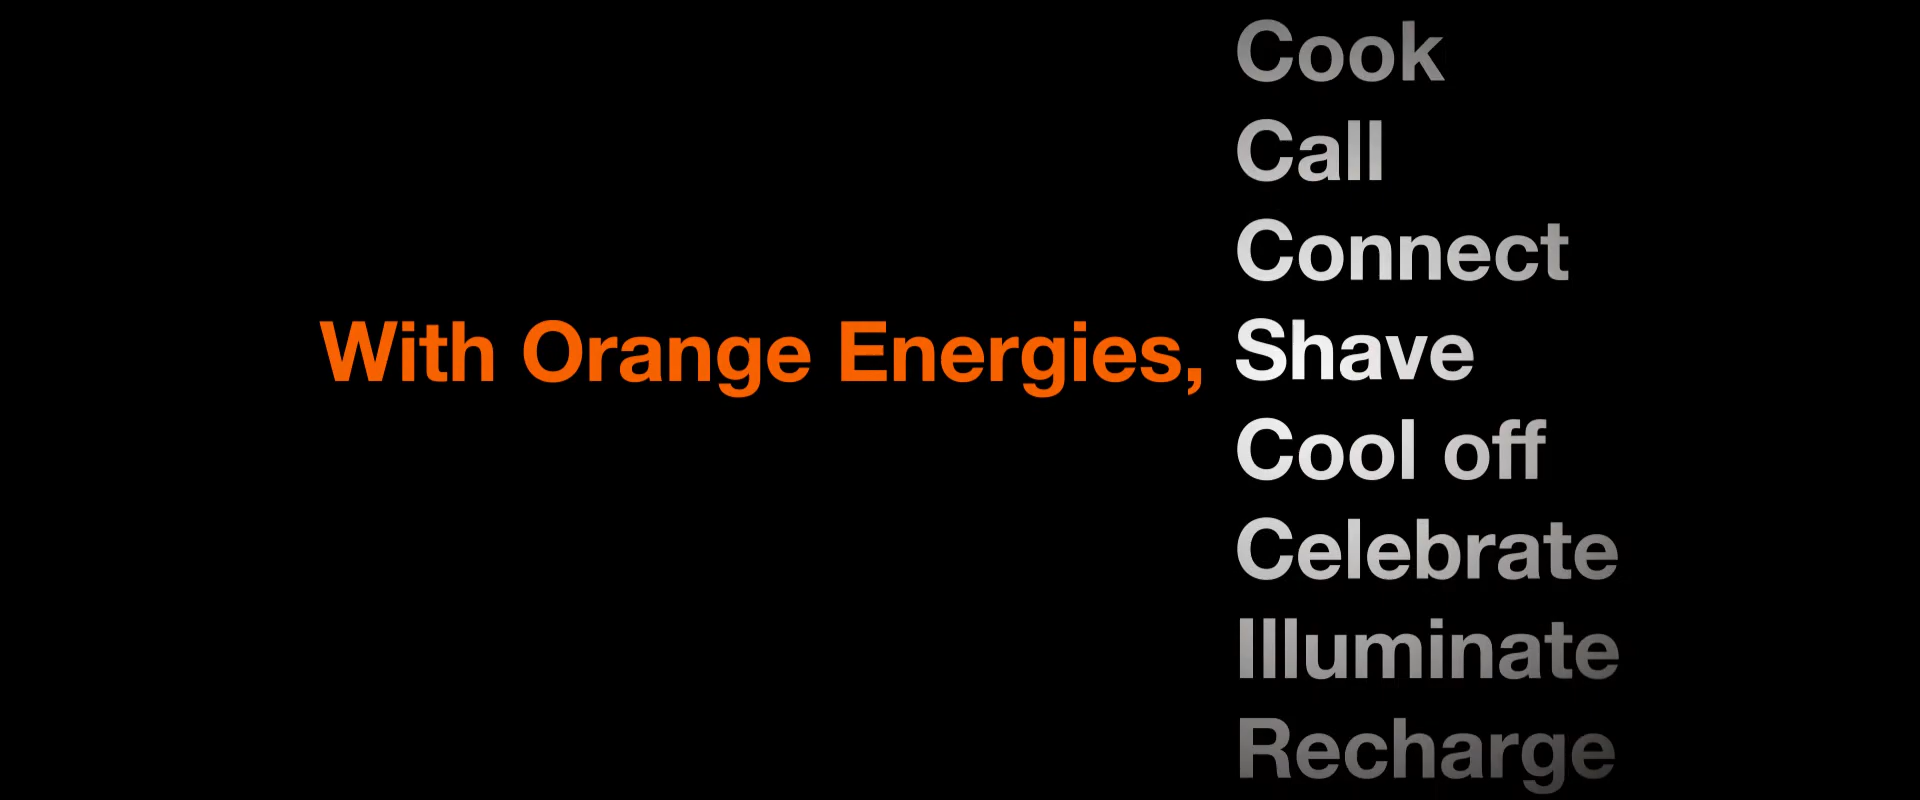 Cook
Call
Connect
With Orange Energies, Shave
Cool off
Celebrate
Illuminate
Recharge